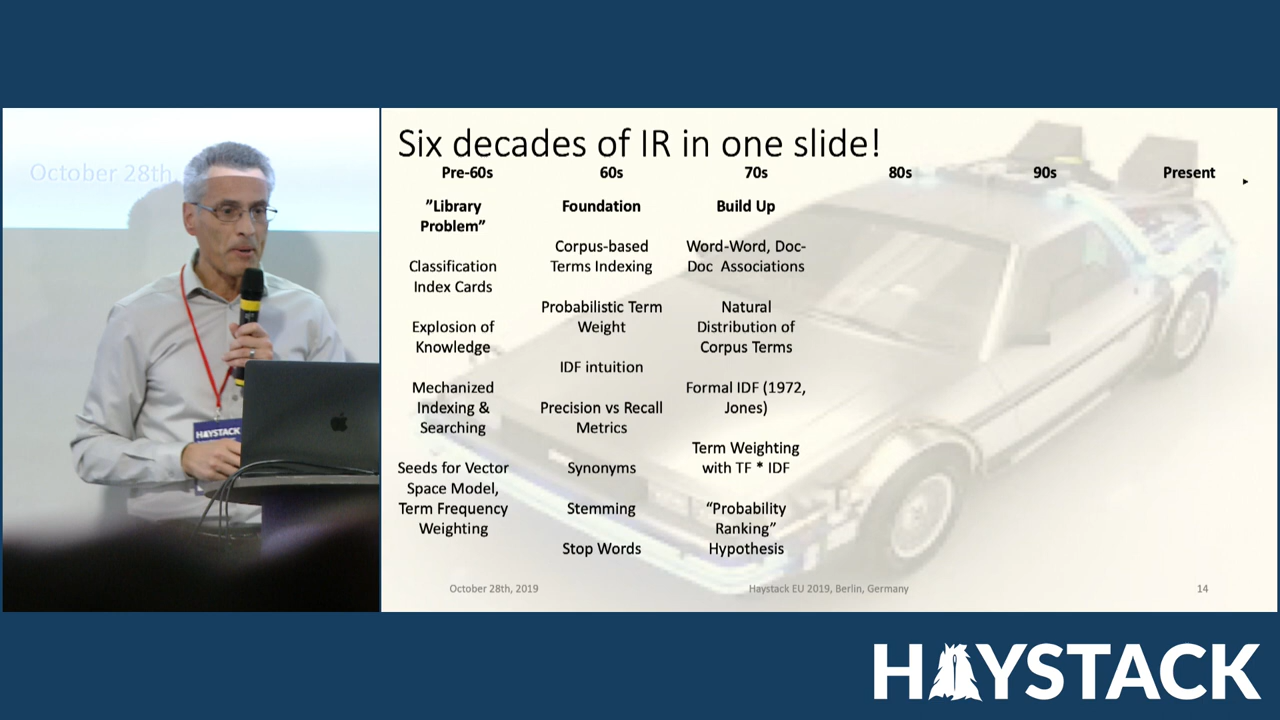 October 28th,
HAYSTACK
Six decades of IR in one slide!
Pre-60s
60s
70s
80s
90s
Present
”Library
Problem”
Classification
Index Cards
Explosion of
Knowledge
Mechanized
Indexing &
Searching
Seeds for Vector
Space Model,
Term Frequency
Weighting
Foundation
Corpus-based
Terms Indexing
Probabilistic Term
Weight
IDF intuition
Precision vs Recall
Metrics
Synonyms
Stemming
Stop Words
Build Up
Word-Word, Doc-
Doc Associations
Natural
Distribution of
Corpus Terms
Formal IDF (1972,
Jones)
Term Weighting
with TF * IDF
“Probability
Ranking”
Hypothesis
October 28th, 2019
Haystack EU 2019, Berlin, Germany
14
HAYSTACK